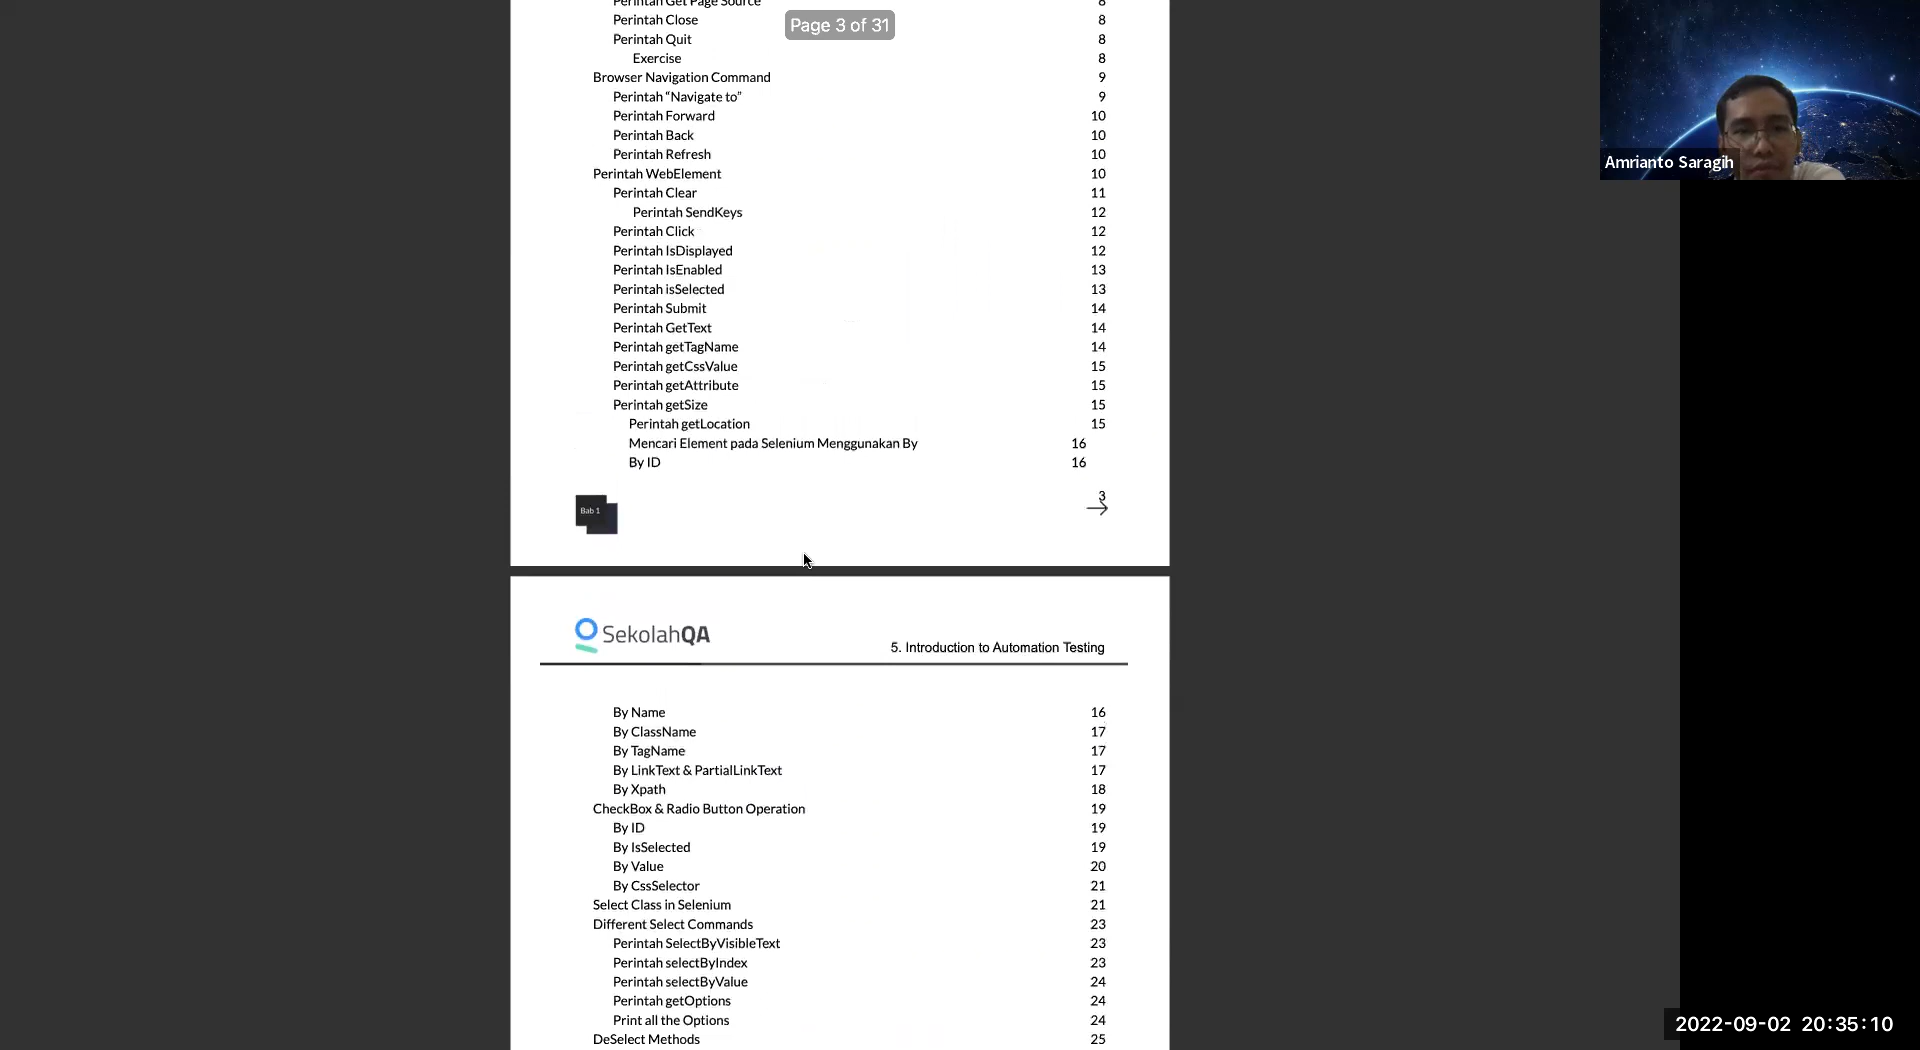 Perintah Get Page Source 8
Page 3 of 31
Perintah Close 8
Perintah Quit 8
Exercise 8
Browser Navigation Command 9
Perintah “Navigate to” 9
Perintah Forward 10
Perintah Back 10
Perintah Refresh 10
Perintah WebElement 10
Perintah Clear 11
Perintah SendKeys 12
Perintah Click 12
Perintah IsDisplayed 12
Perintah IsEnabled 13
Perintah isSelected 13
Perintah Submit 14
Perintah GetText 14
Perintah getTagName 14
Perintah getCssValue 15
Perintah getAttribute 15
Perintah getSize 15
Perintah getLocation 15
Mencari Element pada Selenium Menggunakan By 16
By ID 16
3
Bab 1
SekolahQA
5. Introduction to Automation Testing
By Name 16
By ClassName 17
By TagName 17
By LinkText & PartialLinkText 17
By Xpath 18
CheckBox & Radio Button Operation 19
By ID 19
By IsSelected 19
By Value 20
By CssSelector 21
Select Class in Selenium 21
Different Select Commands 23
Perintah SelectByVisibleText 23
Perintah selectByIndex 23
Perintah selectByValue 24
Perintah getOptions 24
Print all the Options 24
DeSelect Methods 25
Amrianto Saragih
2022-09-02 20:35:10